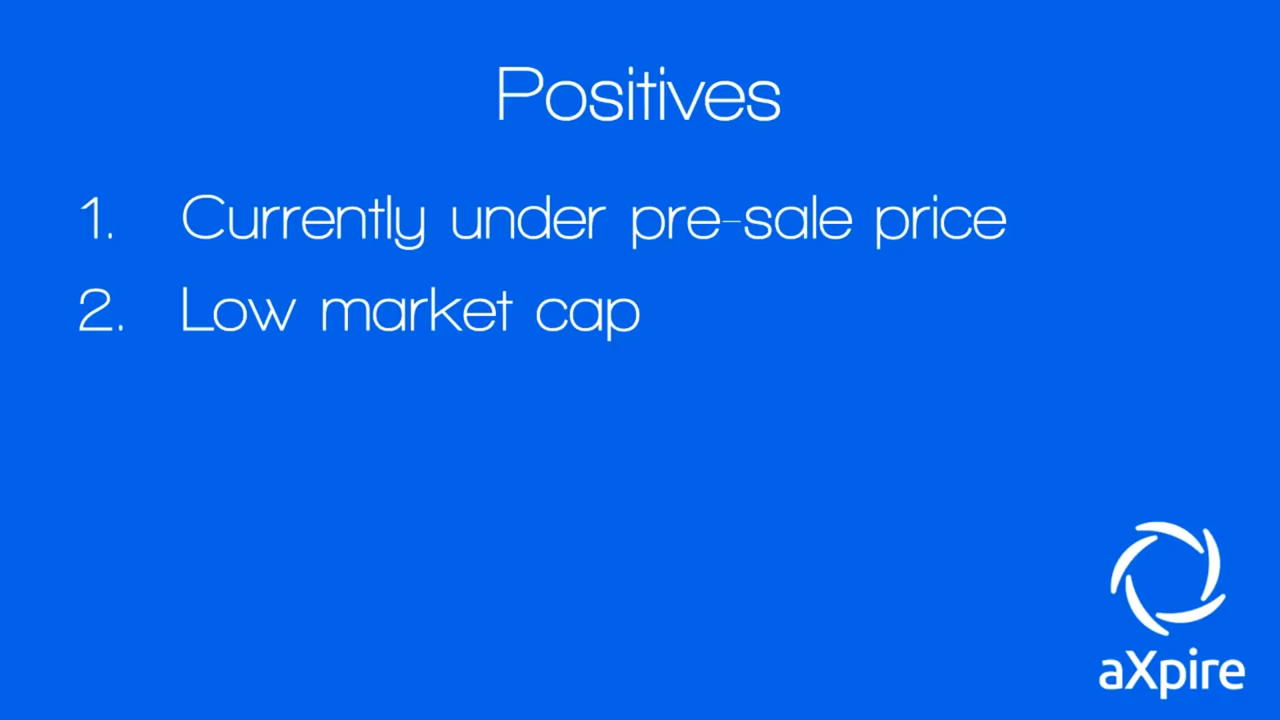 Positives
1. Currently under pre-sale price
2. Low market cap
aXpire